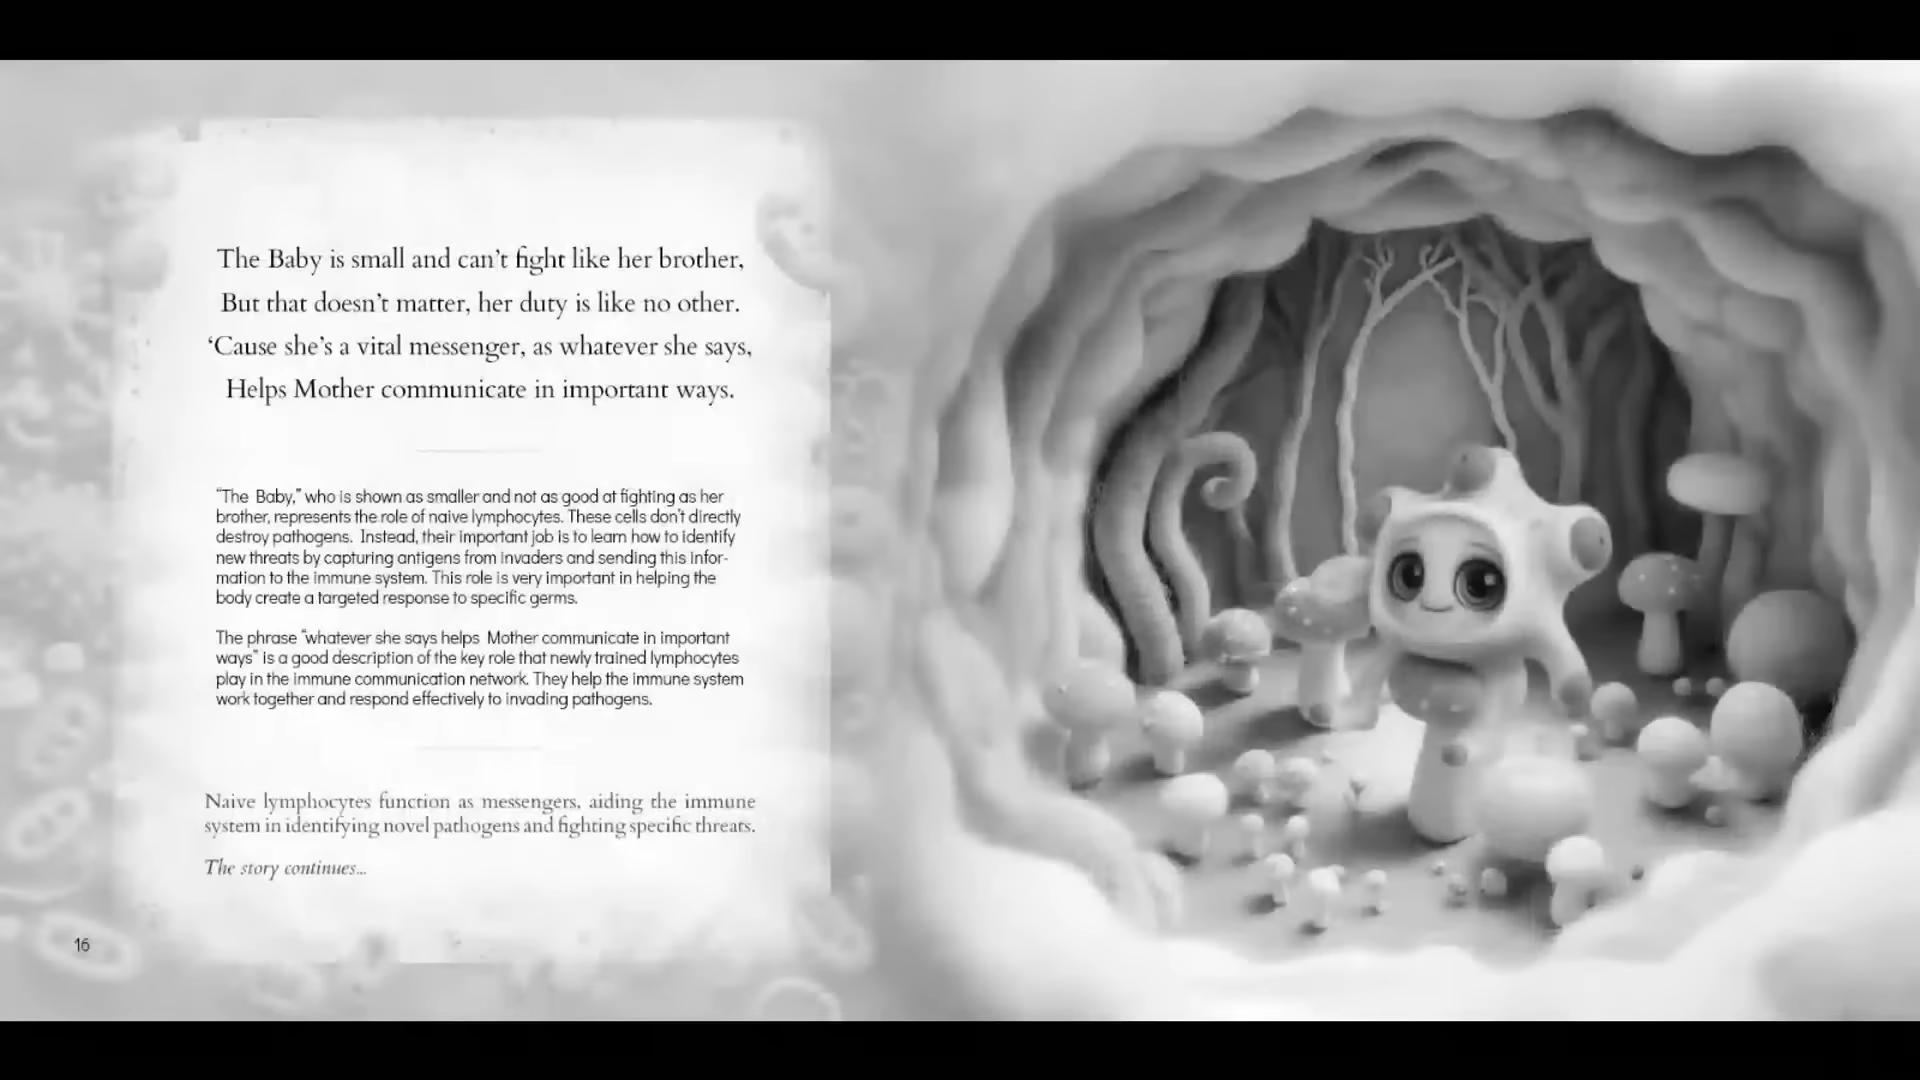 The Baby is small and can't fight like her brother,
But that doesn't matter, her duty is like no other.
‘Cause she's a vital messenger, as whatever she says,
Helps Mother communicate in important ways.
“The Baby,” who is shown as smaller and not as good at fighting as her
brother, represents the role of naive lymphocytes. These cells don't directly
destroy pathogens. Instead, their important job is to learn how to identify
new threats by capturing antigens from invaders and sending this infor-
mation to the immune system. This role is very important in helping the
body create a targeted response to specific germs.
The phrase “whatever she says helps Mother communicate in important
ways” is a good description of the key role that newly trained lymphocytes
play in the immune communication network. They help the immune system
work together and respond effectively to invading pathogens.
Naive lymphocytes function as messengers, aiding the immune
system in identifying novel pathogens and fighting specific threats.
The story continues...
16